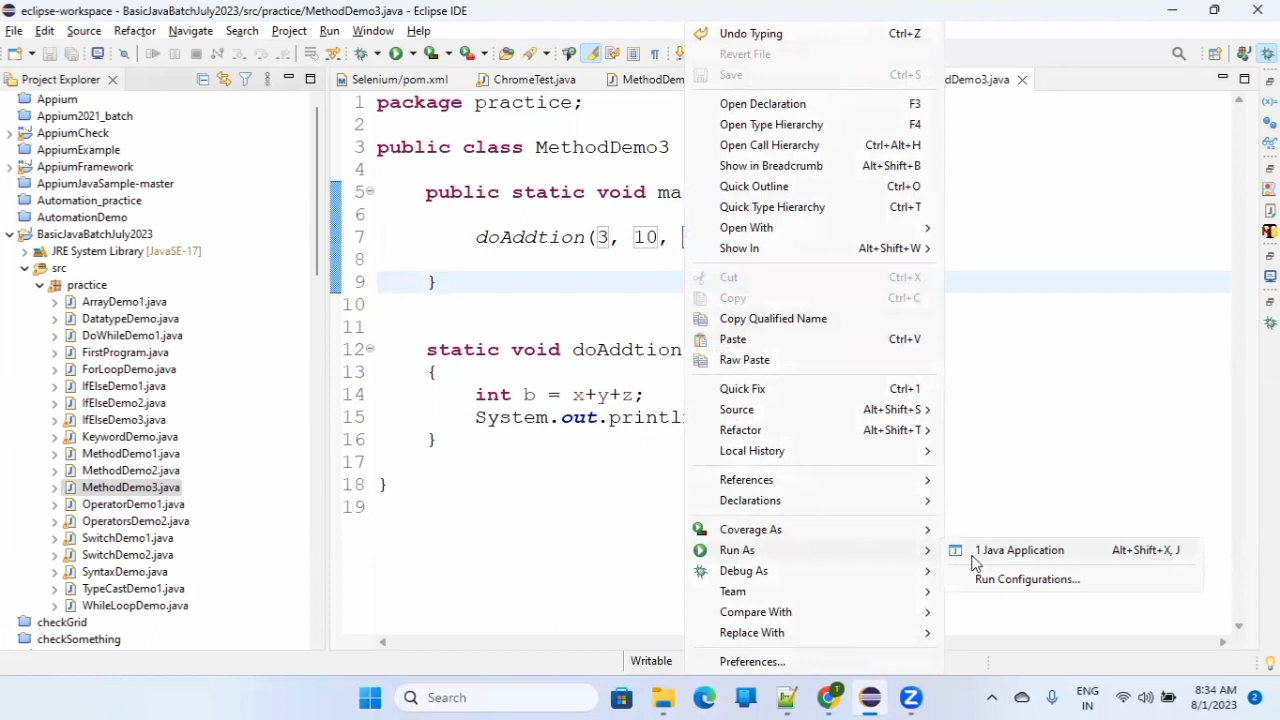 eclipse-workspace - BasicJavaBatchJuly2023/src/practice/MethodDemo3.java - Eclipse IDE
File Edit Source Refactor Navigate Search Project Run Window Help
Project Explorer
Appium
Appium2021_batch
AppiumCheck
AppiumExample
AppiumFramework
AppiumJavaSample-master
Automation_practice
AutomationDemo
BasicJavaBatchJuly2023
JRE System Library [JavaSE-17]
src
practice
ArrayDemo1.java
DatatypeDemo.java
DoWhileDemo1.java
FirstProgram.java
ForLoopDemo.java
IfElseDemo1.java
IfElseDemo2.java
IfElseDemo3.java
KeywordDemo.java
MethodDemo1.java
MethodDemo2.java
MethodDemo3.java
OperatorDemo1.java
OperatorsDemo2.java
SwitchDemo1.java
SwitchDemo2.java
SyntaxDemo.java
TypeCastDemo1.java
WhileLoopDemo.java
checkGrid
checkSomething
Selenium/pom.xml ChromeTest.java MethodDem dDemo3.java
1 package practice;
2
3 public class MethodDemo3
4
5 public static void ma
6
7 doAddtion(3, 10,
8
9 }
10
11
12 static void doAddtion
13 {
14 int b = x+y+z;
15 System.out.printl
16 }
17
18 }
19
Undo Typing Ctrl+Z
Revert File
Save Ctrl+S
Open Declaration F3
Open Type Hierarchy F4
Open Call Hierarchy Ctrl+Alt+H
Show in Breadcrumb Alt+Shift+B
Quick Outline Ctrl+O
Quick Type Hierarchy Ctrl+T
Open With
Show In Alt+Shift+W
Cut Ctrl+X
Copy Ctrl+C
Copy Qualified Name
Paste Ctrl+V
Raw Paste
Quick Fix Ctrl+1
Source Alt+Shift+S
Refactor Alt+Shift+T
Local History
References
Declarations
Coverage As
Run As
Debug As
Team
Compare With
Replace With
Preferences...
1 Java Application Alt+Shift+X, J
Run Configurations...
Writable
Search
ENG
IN
8:34 AM
8/1/2023
2